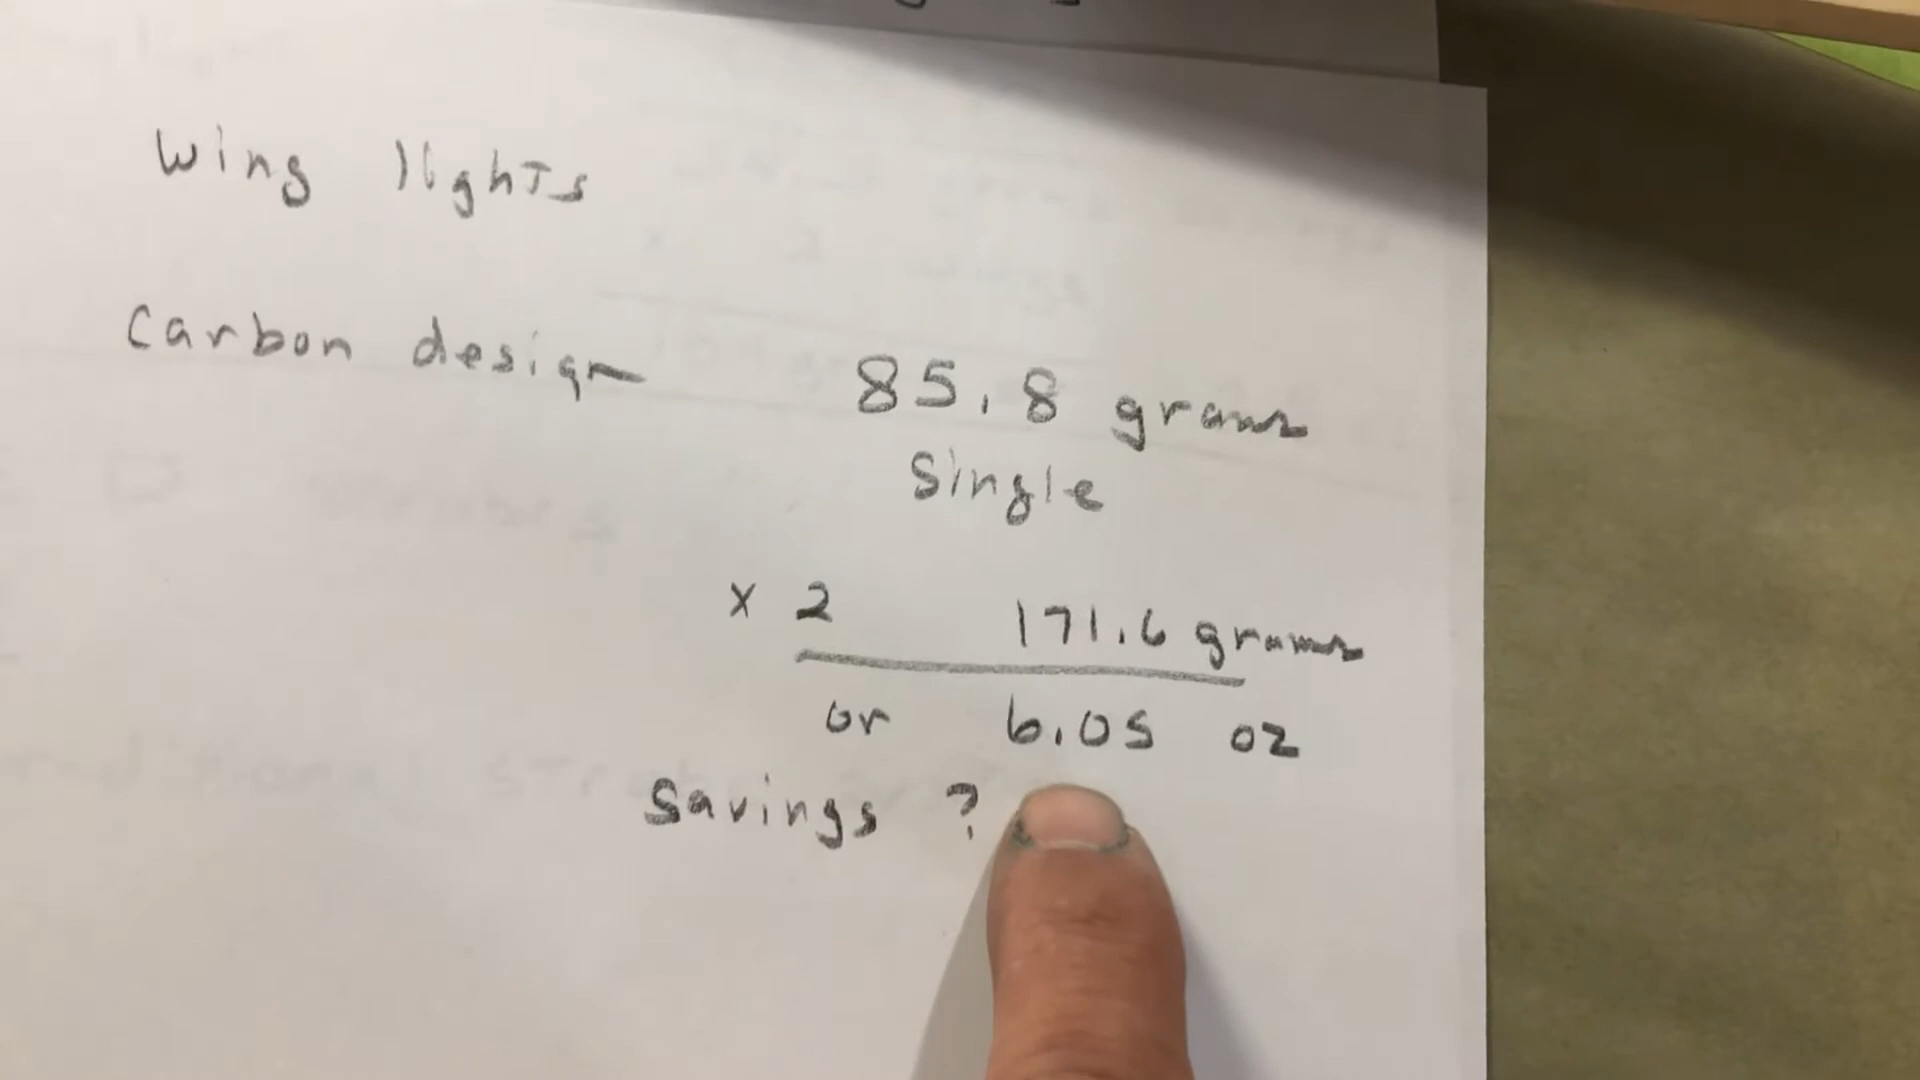 Wing lights
Carbon design 85.8 grams
Single
x 2 171.6 grams
or 6.05 oz
Savings ?